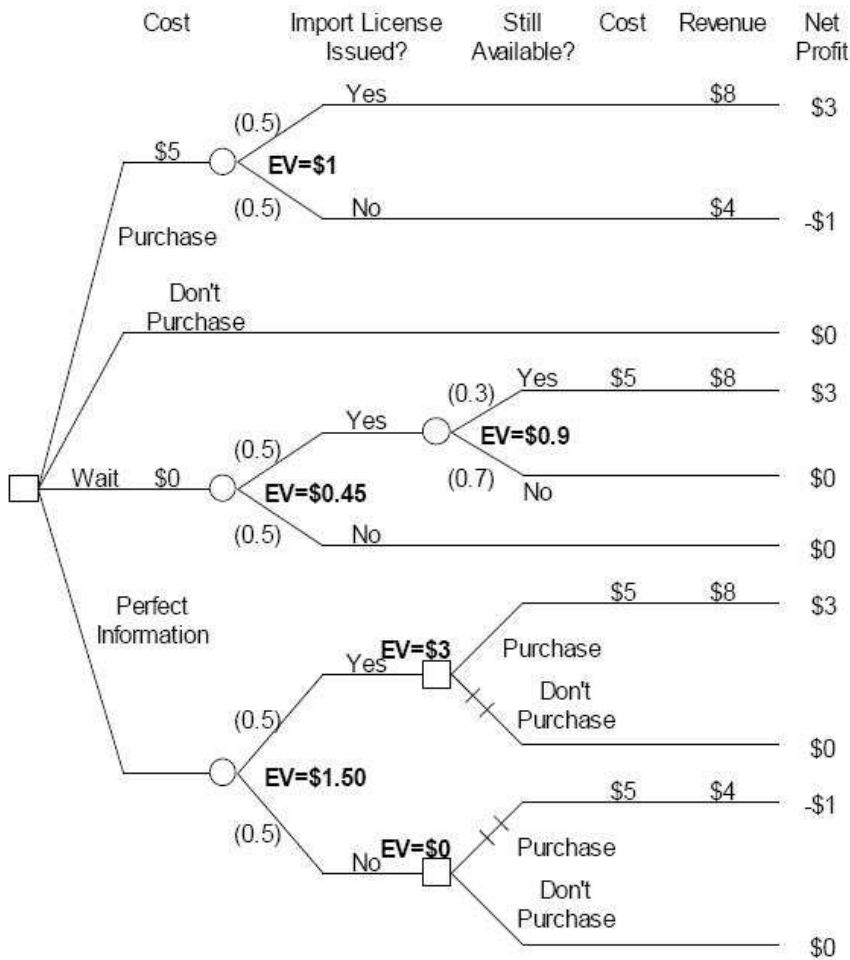 Cost
Import License
Issued?
Still
Available?
Cost
Revenue
Net
Profit
Yes
$8
$3
(0.5)
$5
EV=$1
(0.5)
No
$4
-$1
Purchase
Don't
Purchase
$0
Yes
$5
$8
$3
(0.3)
Yes
(0.5)
EV=$0.9
Wait
$0
(0.7)
No
$0
EV=$0.45
(0.5)
No
$0
Perfect
Information
$5
$8
$3
EV=$3
Yes
Purchase
Don't
Purchase
(0.5)
$0
EV=$1.50
$5
$4
-$1
(0.5)
EV=$0
No
Purchase
Don't
Purchase
$0